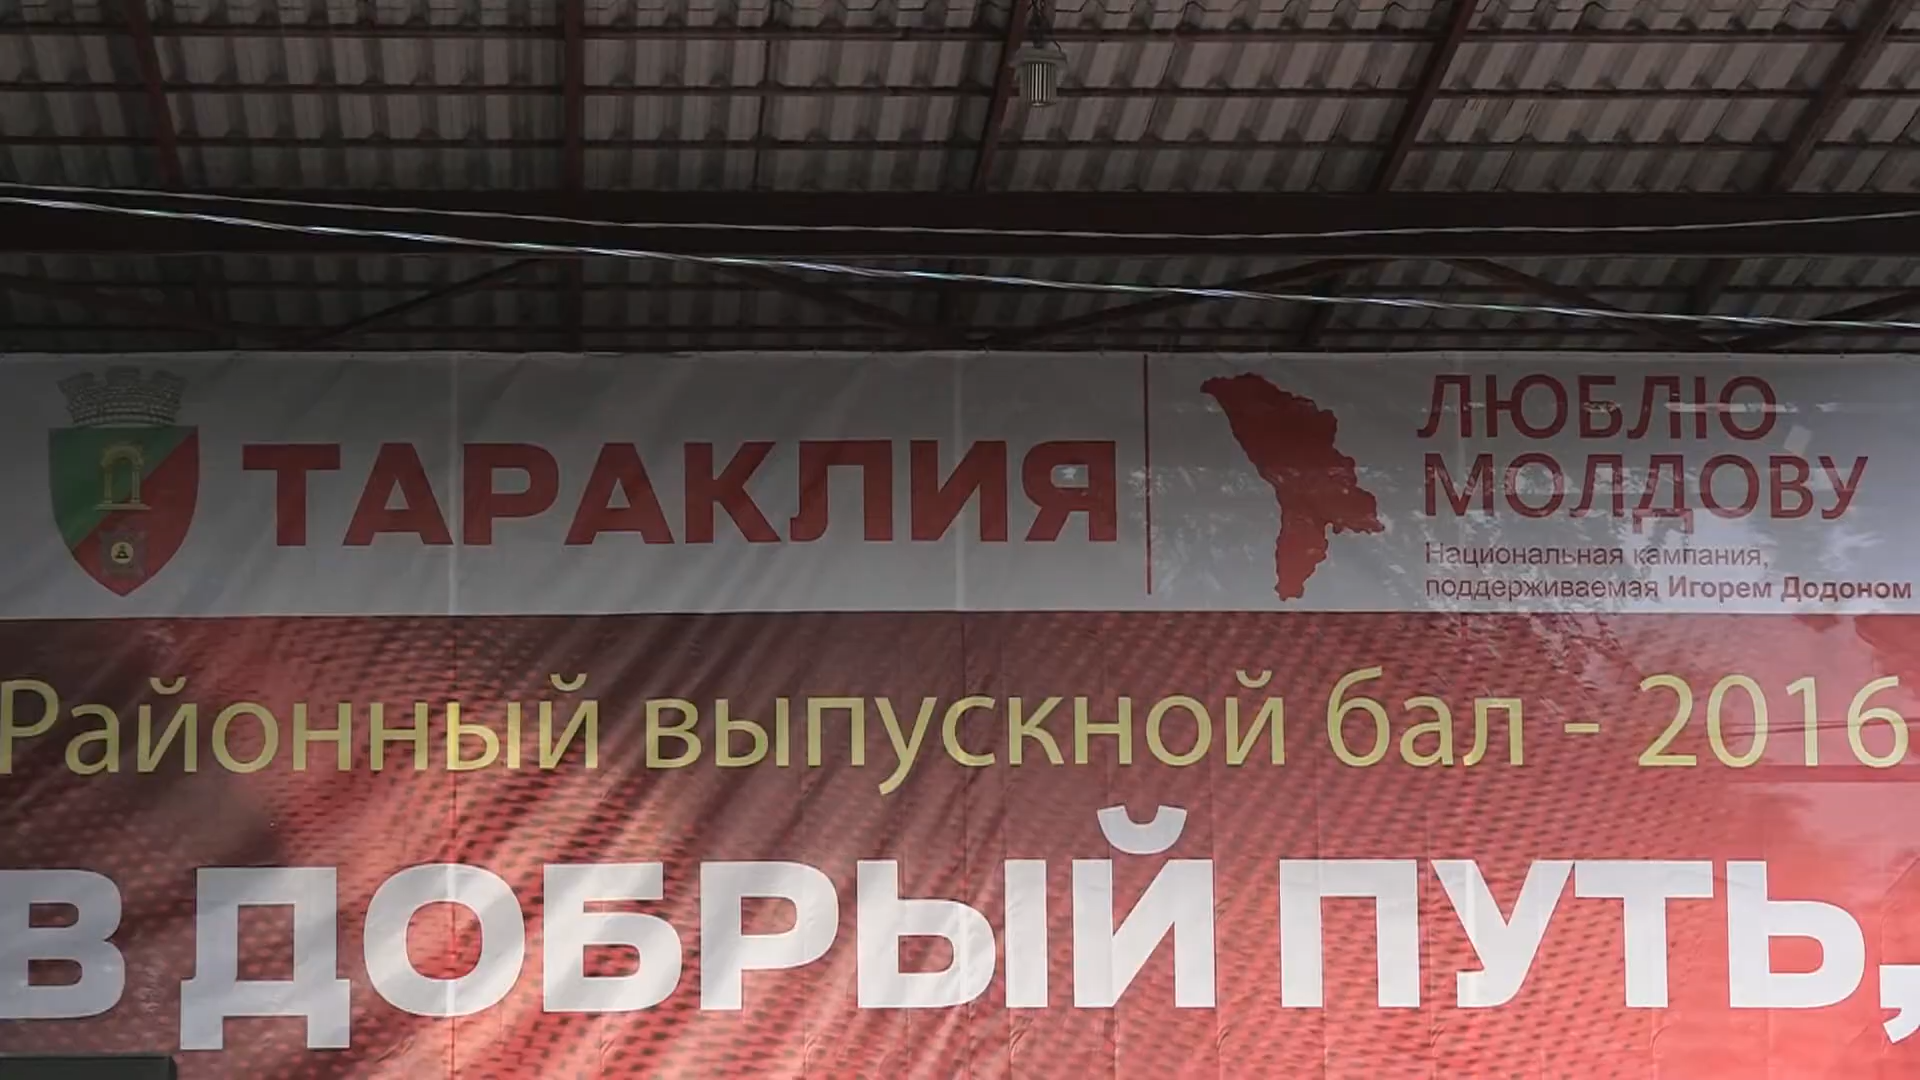 ТАРАКЛИЯ
ЛЮБЛЮ
МОЛДОВУ
Национальная кампания,
поддерживаемая Игорем Додоном
Районный выпускной бал - 2016
В ДОБРЫЙ ПУТЬ,